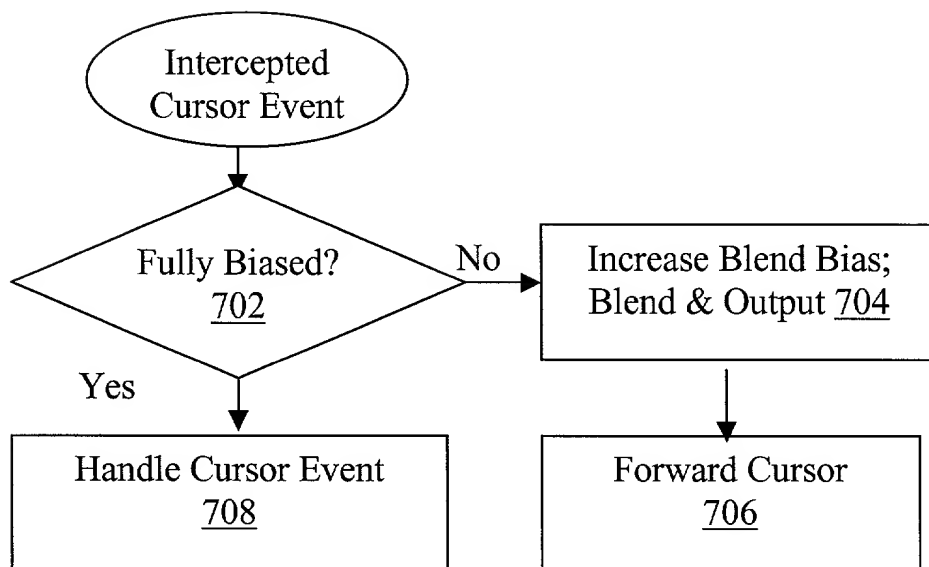 Intercepted
Cursor Event
Fully Biased?
702
No
Increase Blend Bias;
Blend & Output 704
Yes
Handle Cursor Event
708
Forward Cursor
706